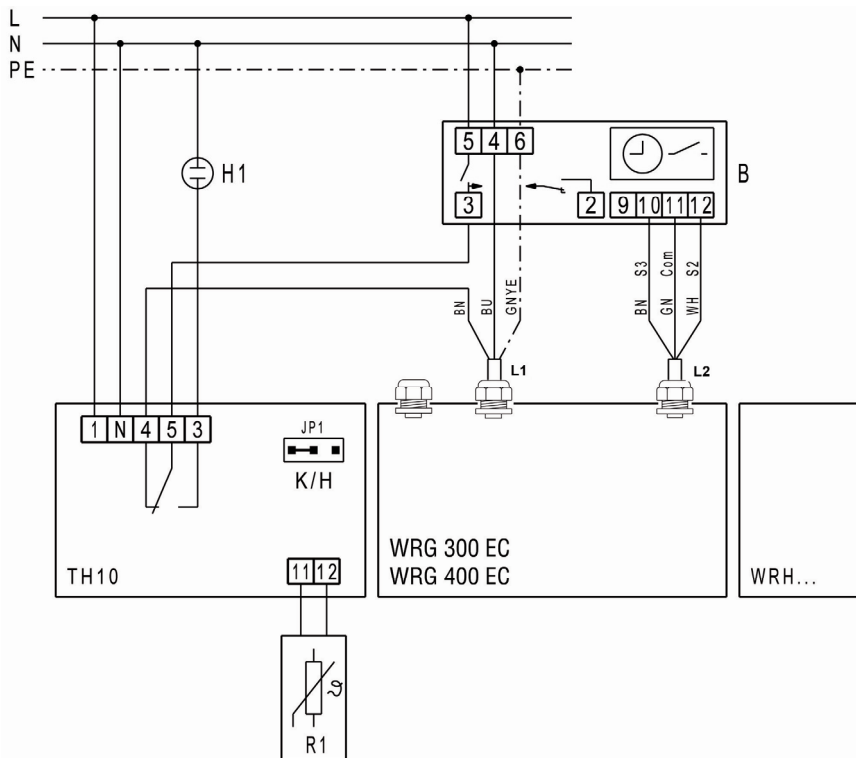 L
N
PE
H1
5 4 6
B
3
2
9 10 11 12
BN
BU
GNYE
BN S3
GN Com
WH S2
L1
L2
1 N 4 5 3
JP1
K/H
TH10
11 12
WRG 300 EC
WRG 400 EC
WRH...
ϑ
R1